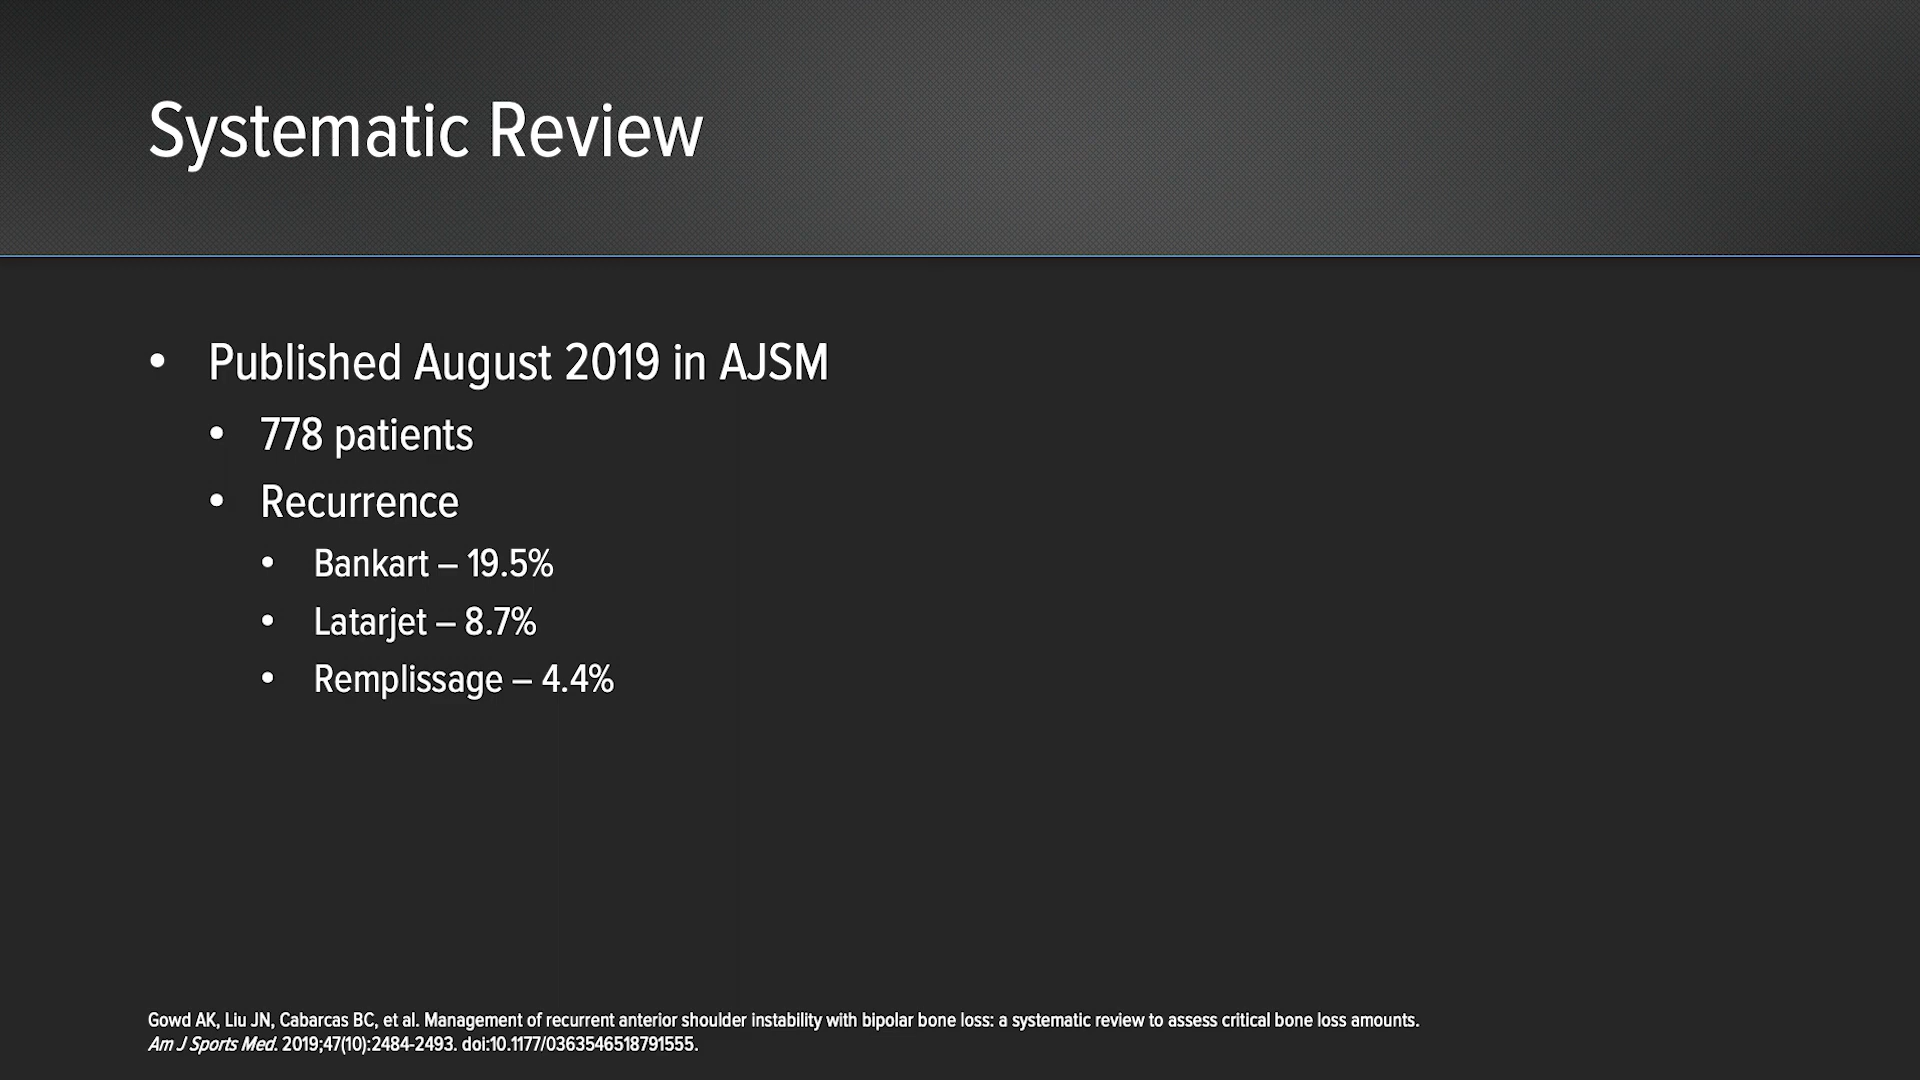 Systematic Review
• Published August 2019 in AJSM
• 778 patients
• Recurrence
• Bankart – 19.5%
• Latarjet – 8.7%
• Remplissage – 4.4%
Gowd AK, Liu JN, Cabarcas BC, et al. Management of recurrent anterior shoulder instability with bipolar bone loss: a systematic review to assess critical bone loss amounts.
Am J Sports Med. 2019;47(10):2484-2493. doi:10.1177/0363546518791555.